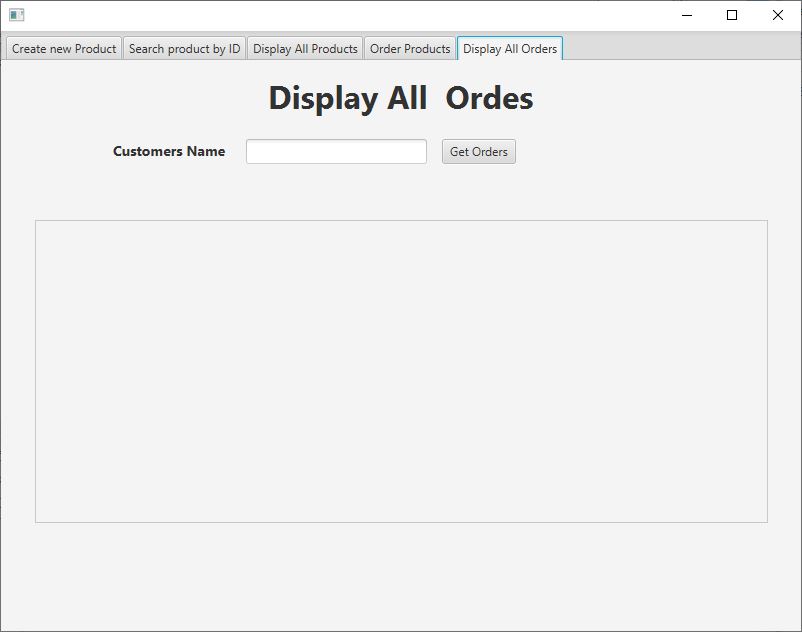 Create new Product Search product by ID Display All Products Order Products Display All Orders
Display All  Ordes
Customers Name Get Orders